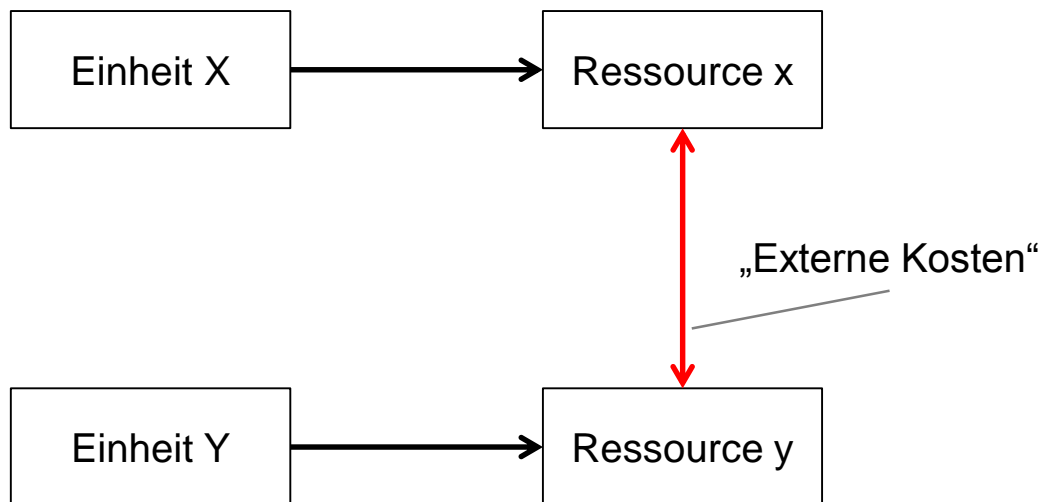 Einheit X
Ressource x
„Externe Kosten“
Einheit Y
Ressource y